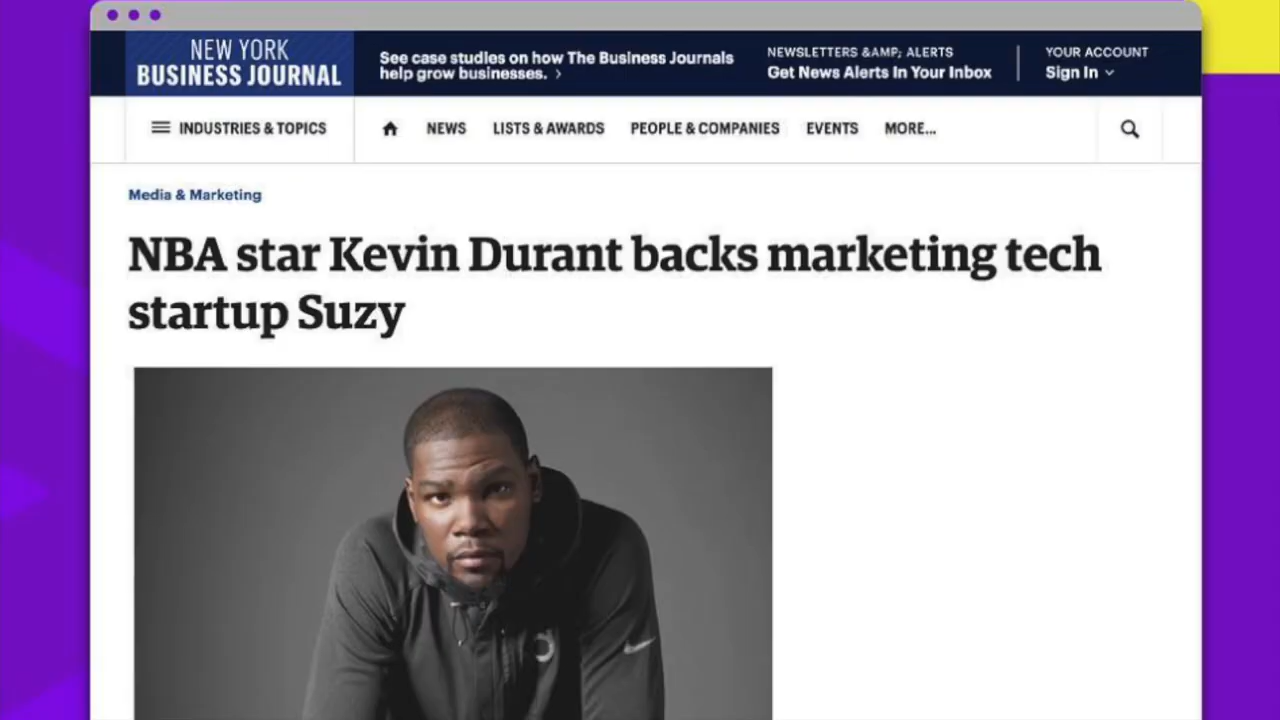 NEW YORK
BUSINESS JOURNAL
See case studies on how The Business Journals
help grow businesses. >
NEWSLETTERS &AMP; ALERTS
Get News Alerts In Your Inbox
YOUR ACCOUNT
Sign In
INDUSTRIES & TOPICS
NEWS
LISTS & AWARDS
PEOPLE & COMPANIES
EVENTS
MORE...
Media & Marketing
NBA star Kevin Durant backs marketing tech
startup Suzy